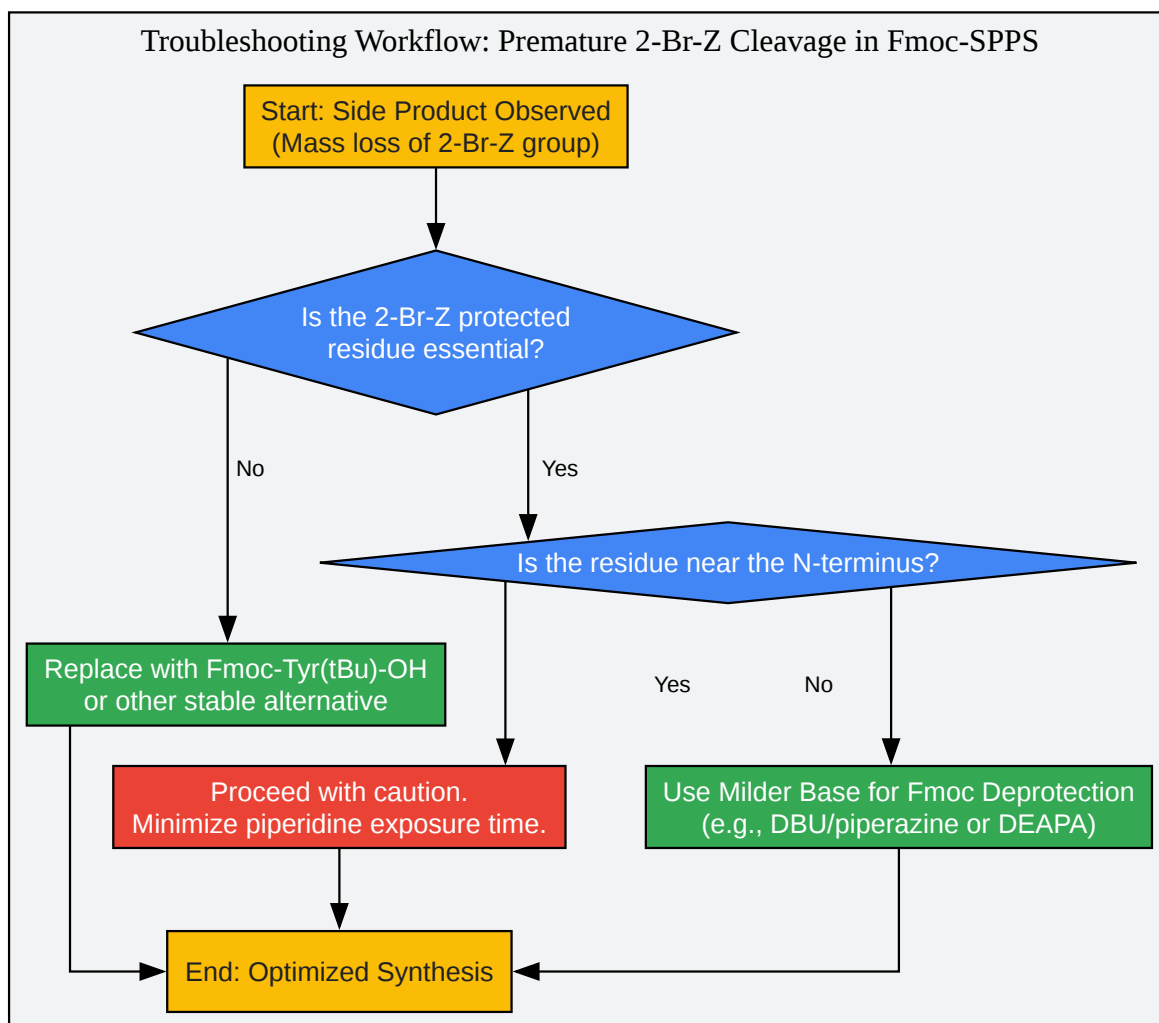 Troubleshooting Workflow: Premature 2-Br-Z Cleavage in Fmoc-SPPS
Start: Side Product Observed
(Mass loss of 2-Br-Z group)
Is the 2-Br-Z protected
residue essential?
No
Yes
Is the residue near the N-terminus?
Replace with Fmoc-Tyr(tBu)-OH
or other stable alternative
Yes
No
Proceed with caution.
Minimize piperidine exposure time.
Use Milder Base for Fmoc Deprotection
(e.g., DBU/piperazine or DEAPA)
End: Optimized Synthesis